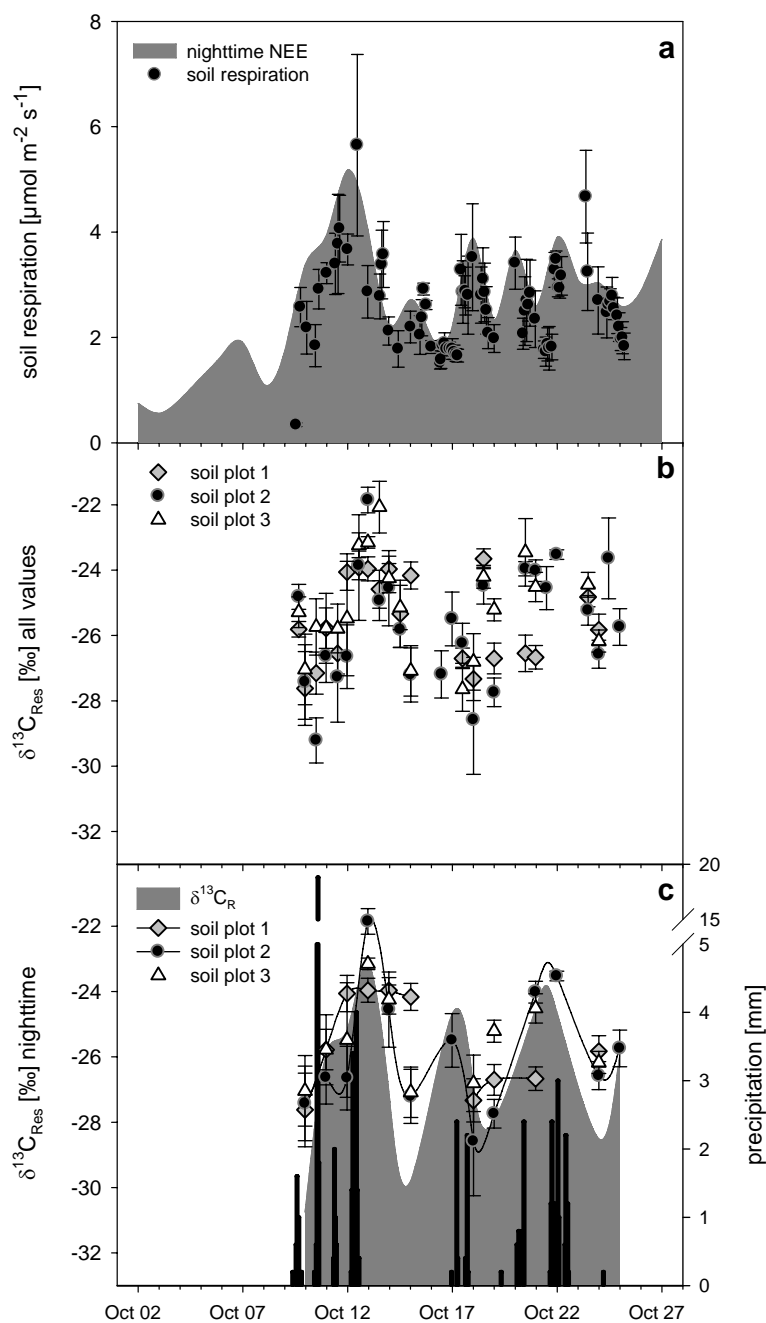 a
nighttime NEE
soil respiration
soil respiration [µmol m⁻² s⁻¹]
8
6
4
2
0
b
soil plot 1
soil plot 2
soil plot 3
δ¹³C_Res [‰] all values
-22
-24
-26
-28
-30
-32
c
δ¹³C_R
soil plot 1
soil plot 2
soil plot 3
δ¹³C_Res [‰] nighttime
-22
-24
-26
-28
-30
-32
20
15
5
4
3
2
1
0
precipitation [mm]
Oct 02 Oct 07 Oct 12 Oct 17 Oct 22 Oct 27